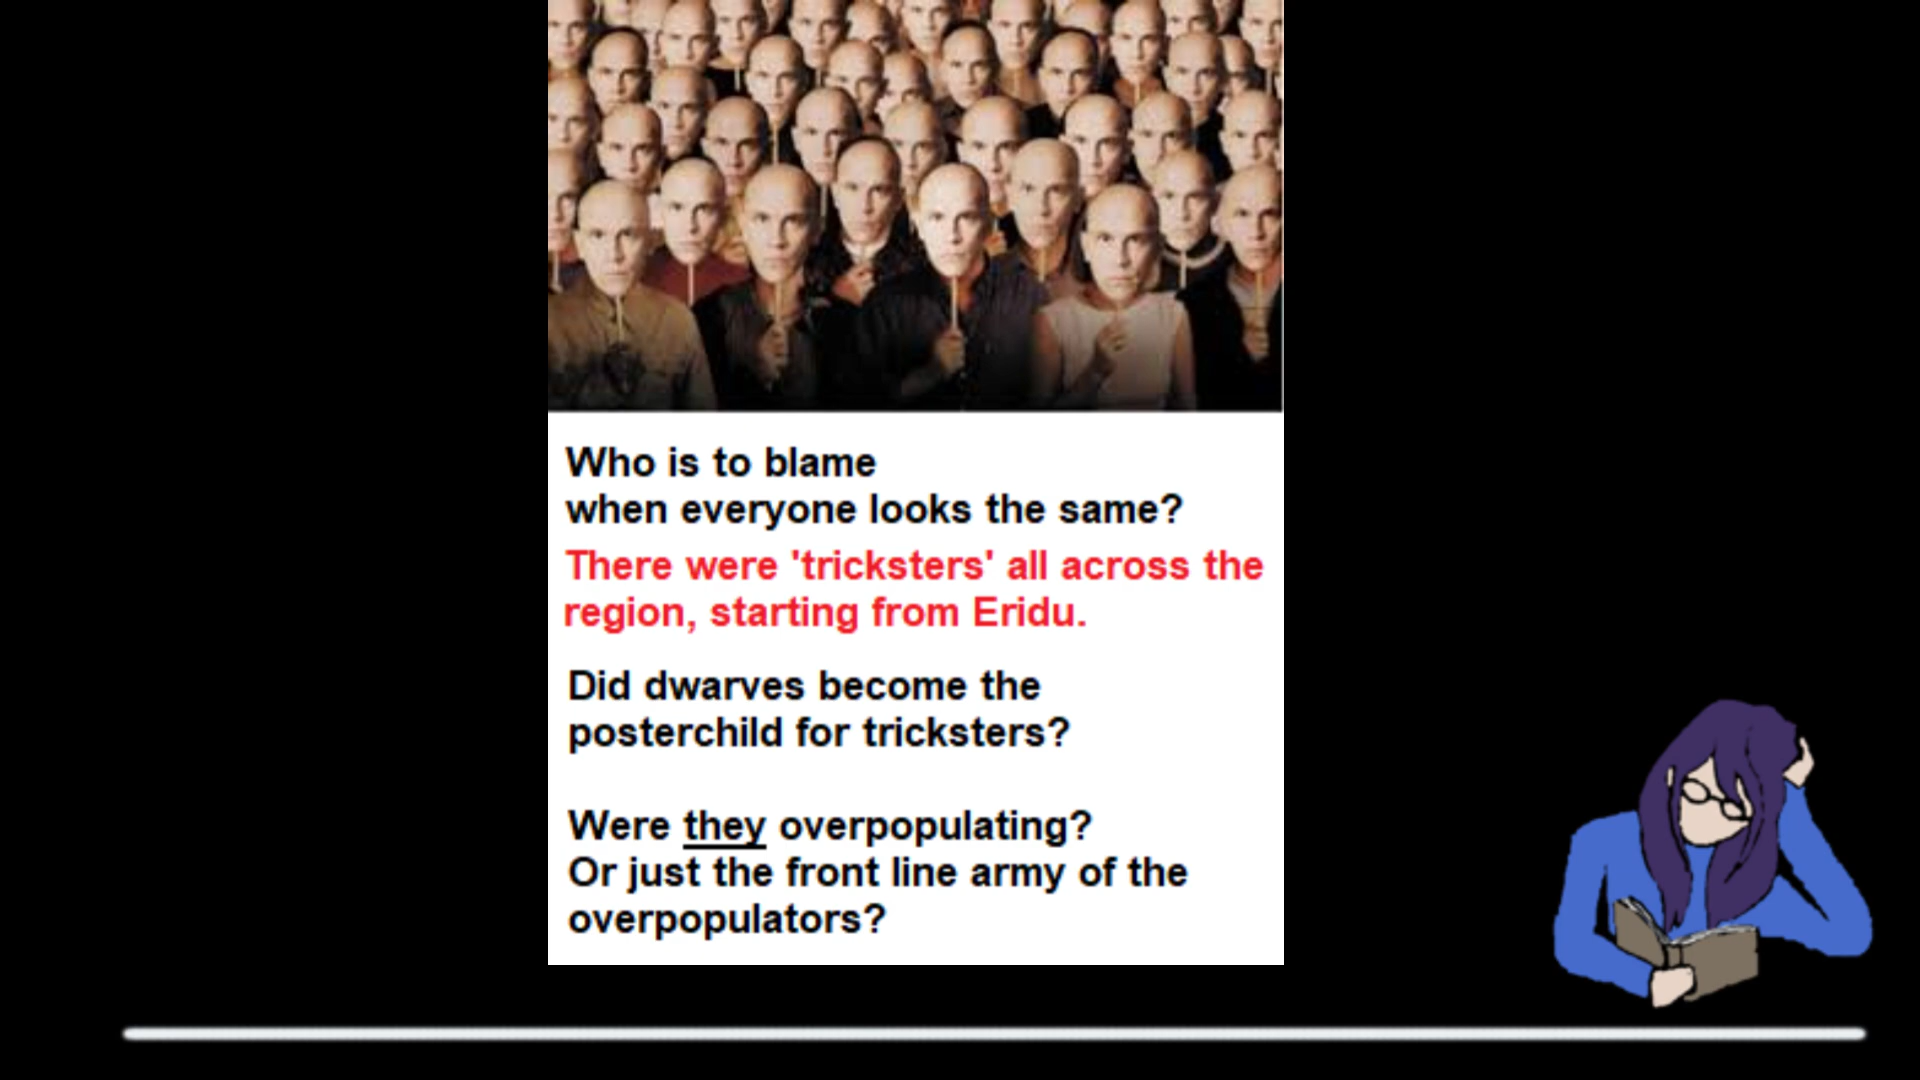 Who is to blame
when everyone looks the same?
There were 'tricksters' all across the
region, starting from Eridu.
Did dwarves become the
posterchild for tricksters?
Were they overpopulating?
Or just the front line army of the
overpopulators?